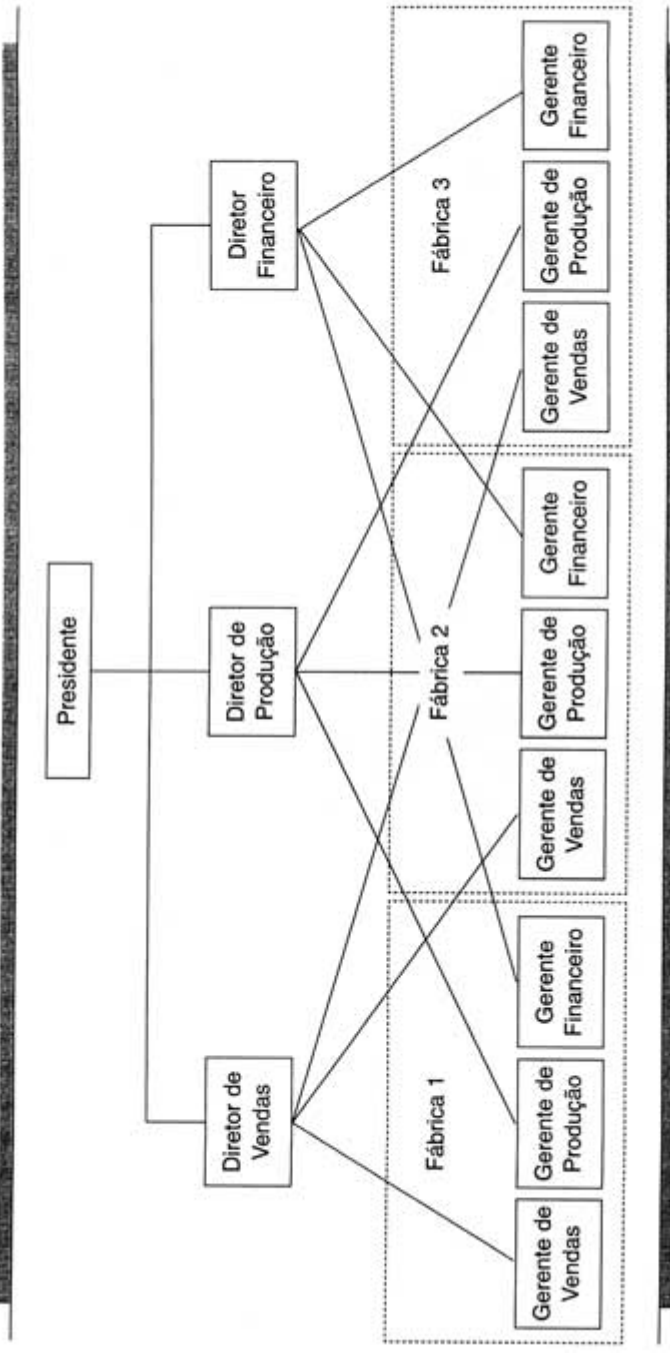 Presidente
Diretor de
Vendas
Diretor de
Produção
Diretor
Financeiro
Fábrica 1
Fábrica 2
Fábrica 3
Gerente de
Vendas
Gerente de
Produção
Gerente
Financeiro
Gerente de
Vendas
Gerente de
Produção
Gerente
Financeiro
Gerente de
Vendas
Gerente de
Produção
Gerente
Financeiro